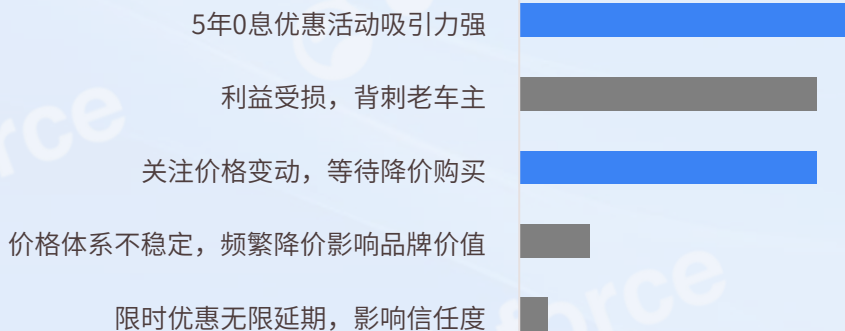 5年0息优惠活动吸引力强
利益受损，背刺老车主
关注价格变动，等待降价购买
价格体系不稳定，频繁降价影响品牌价值
限时优惠无限延期，影响信任度
rce
force